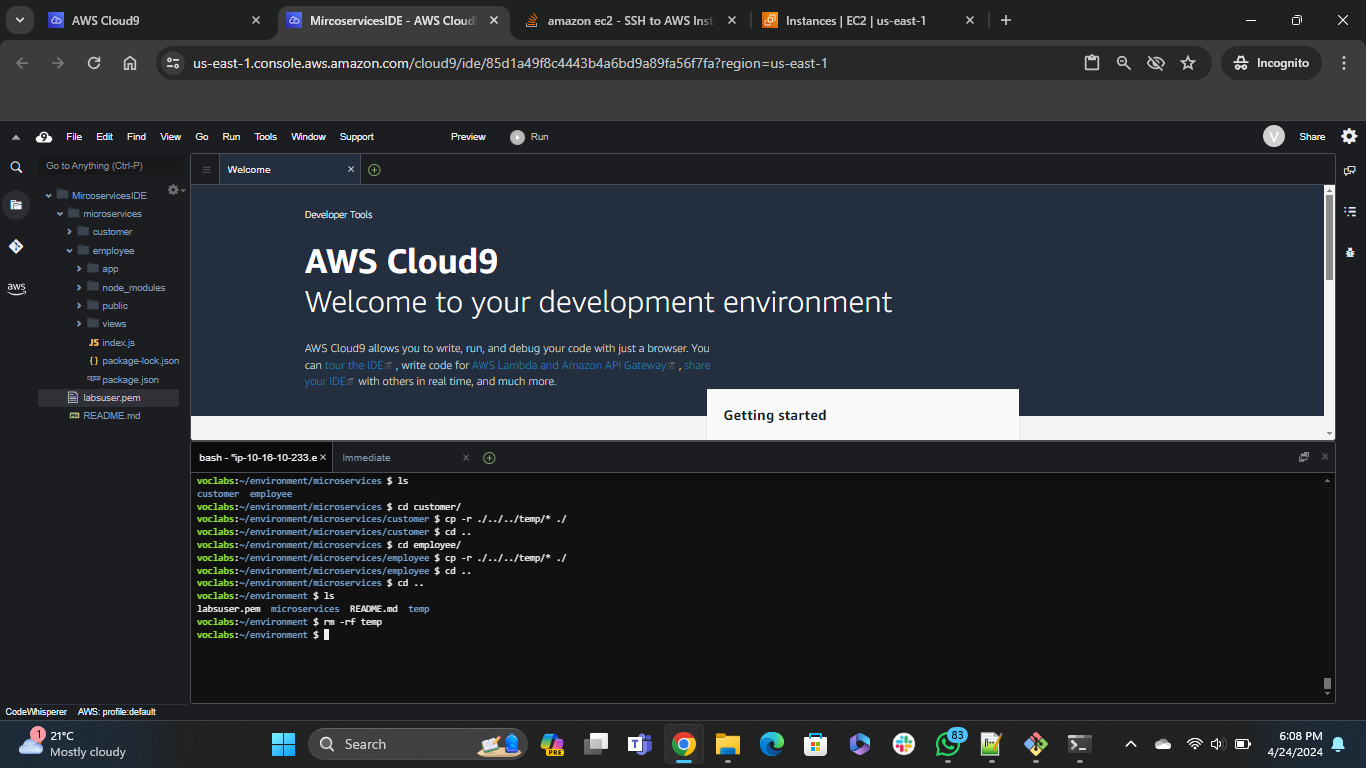 AWS Cloud9
MircoservicesIDE - AWS Cloud
amazon ec2 - SSH to AWS Inst
Instances | EC2 | us-east-1
us-east-1.console.aws.amazon.com/cloud9/ide/85d1a49f8c4443b4a6bd9a89fa56f7fa?region=us-east-1
Incognito
9 File Edit Find View Go Run Tools Window Support Preview Run V Share
Go to Anything (Ctrl-P)
Welcome
MircoservicesIDE
microservices
customer
employee
app
node_modules
public
views
JS index.js
{ } package-lock.json
package.json
labsuser.pem
README.md
aws
Developer Tools
AWS Cloud9
Welcome to your development environment
AWS Cloud9 allows you to write, run, and debug your code with just a browser. You
can tour the IDE , write code for AWS Lambda and Amazon API Gateway , share
your IDE with others in real time, and much more.
Getting started
bash - "ip-10-16-10-233.e
Immediate
voclabs:~/environment/microservices $ ls
customer employee
voclabs:~/environment/microservices $ cd customer/
voclabs:~/environment/microservices/customer $ cp -r ./../../temp/* ./
voclabs:~/environment/microservices/customer $ cd ..
voclabs:~/environment/microservices $ cd employee/
voclabs:~/environment/microservices/employee $ cp -r ./../../temp/* ./
voclabs:~/environment/microservices/employee $ cd ..
voclabs:~/environment/microservices $ cd ..
voclabs:~/environment $ ls
labsuser.pem microservices README.md temp
voclabs:~/environment $ rm -rf temp
voclabs:~/environment $
CodeWhisperer AWS: profile:default
1
21°C
Mostly cloudy
Search
PRE
83
6:08 PM
4/24/2024